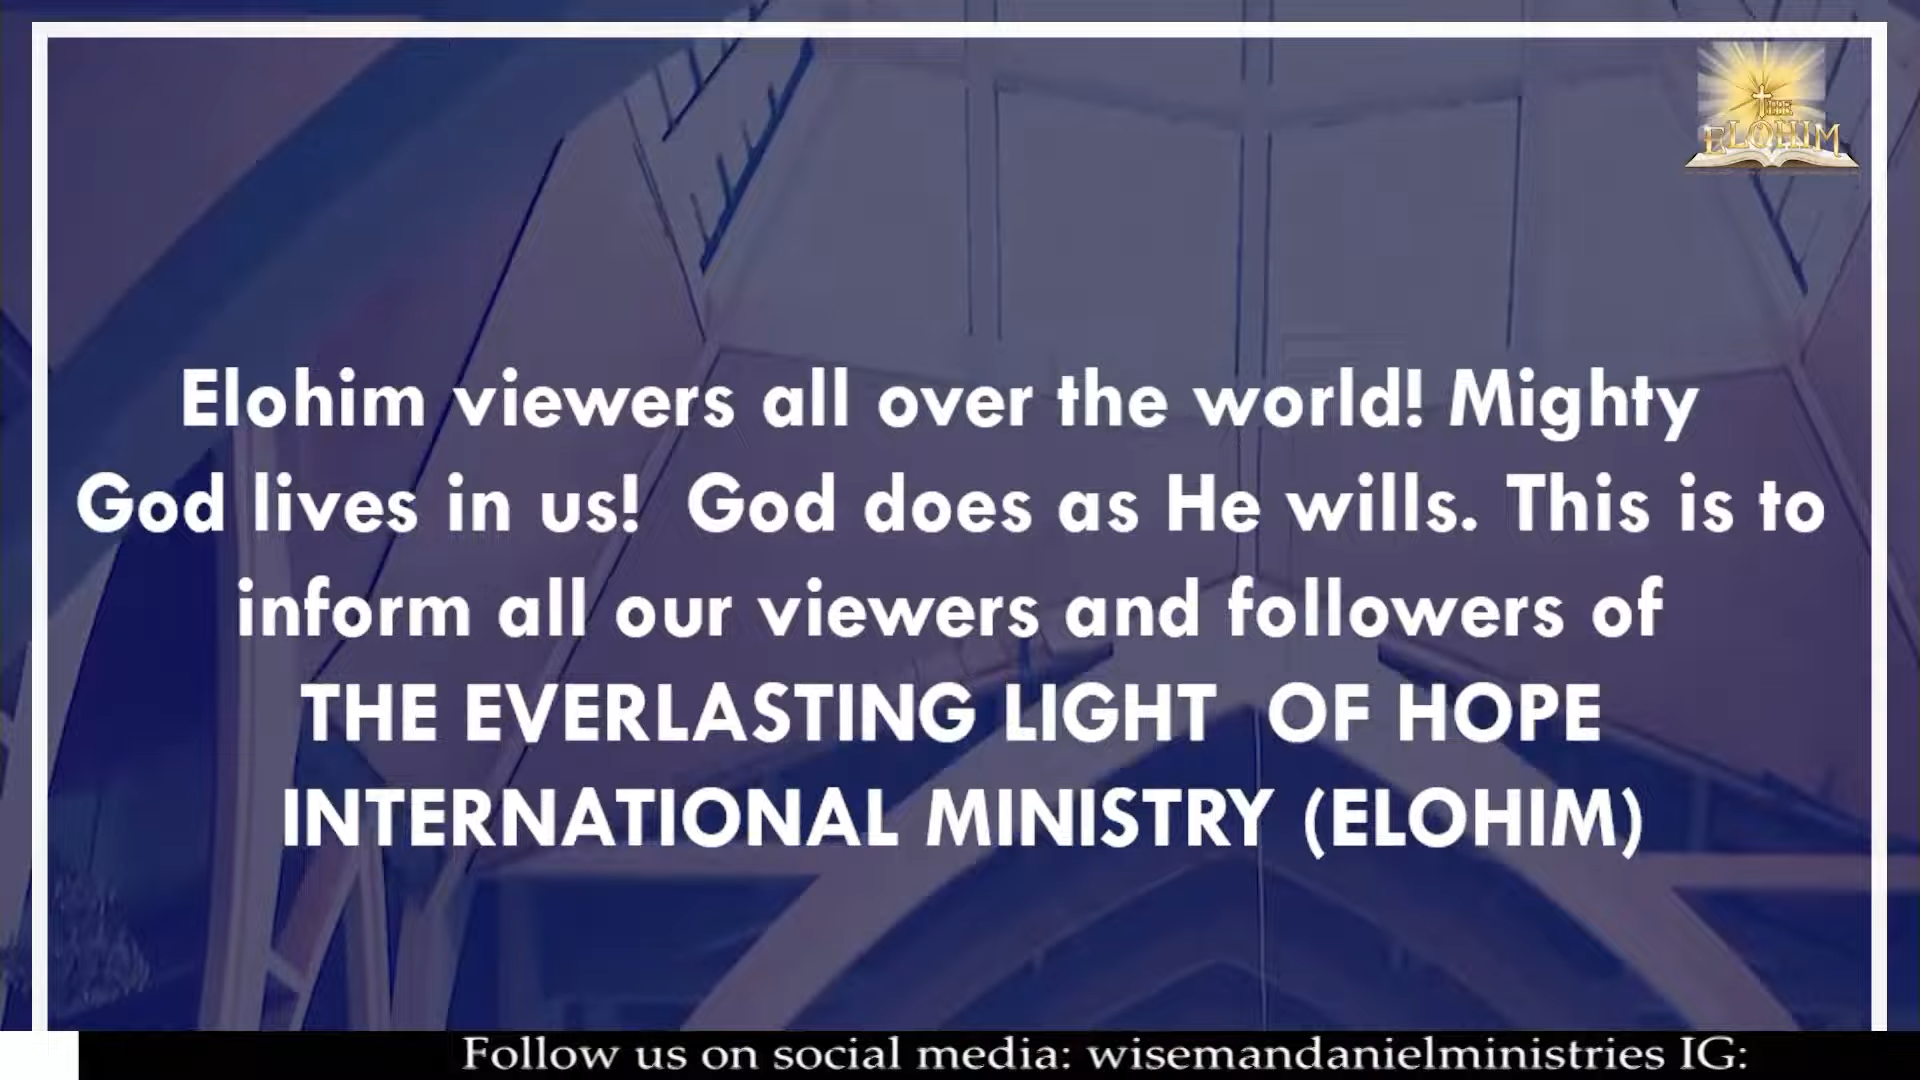 THE
ELOHIM
Elohim viewers all over the world! Mighty
God lives in us!  God does as He wills. This is to
inform all our viewers and followers of
THE EVERLASTING LIGHT  OF HOPE
INTERNATIONAL MINISTRY (ELOHIM)
Follow us on social media: wisemandanielministries IG: